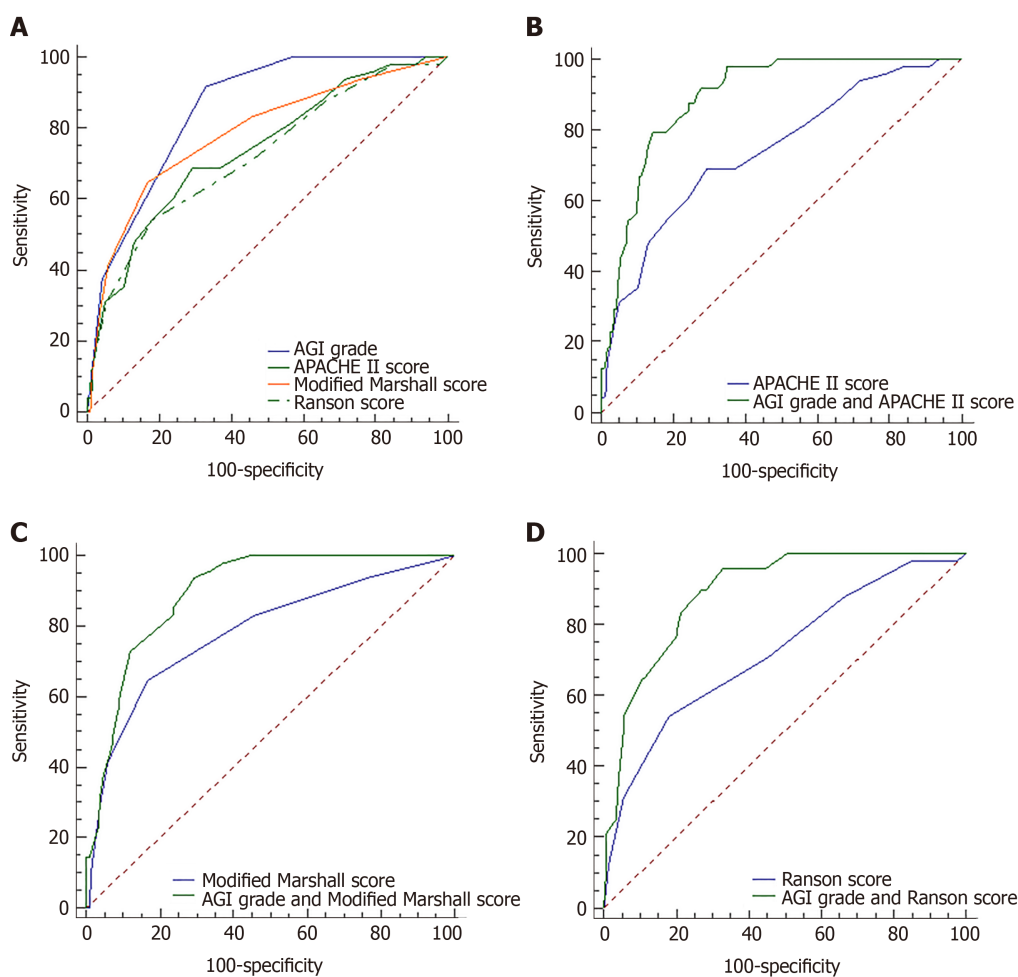 A
100
80
60
40
20
0
Sensitivity
AGI grade
APACHE II score
Modified Marshall score
Ranson score
0 20 40 60 80 100
100-specificity
B
100
80
60
40
20
0
Sensitivity
APACHE II score
AGI grade and APACHE II score
0 20 40 60 80 100
100-specificity
C
100
80
60
40
20
0
Sensitivity
Modified Marshall score
AGI grade and Modified Marshall score
0 20 40 60 80 100
100-specificity
D
100
80
60
40
20
0
Sensitivity
Ranson score
AGI grade and Ranson score
0 20 40 60 80 100
100-specificity